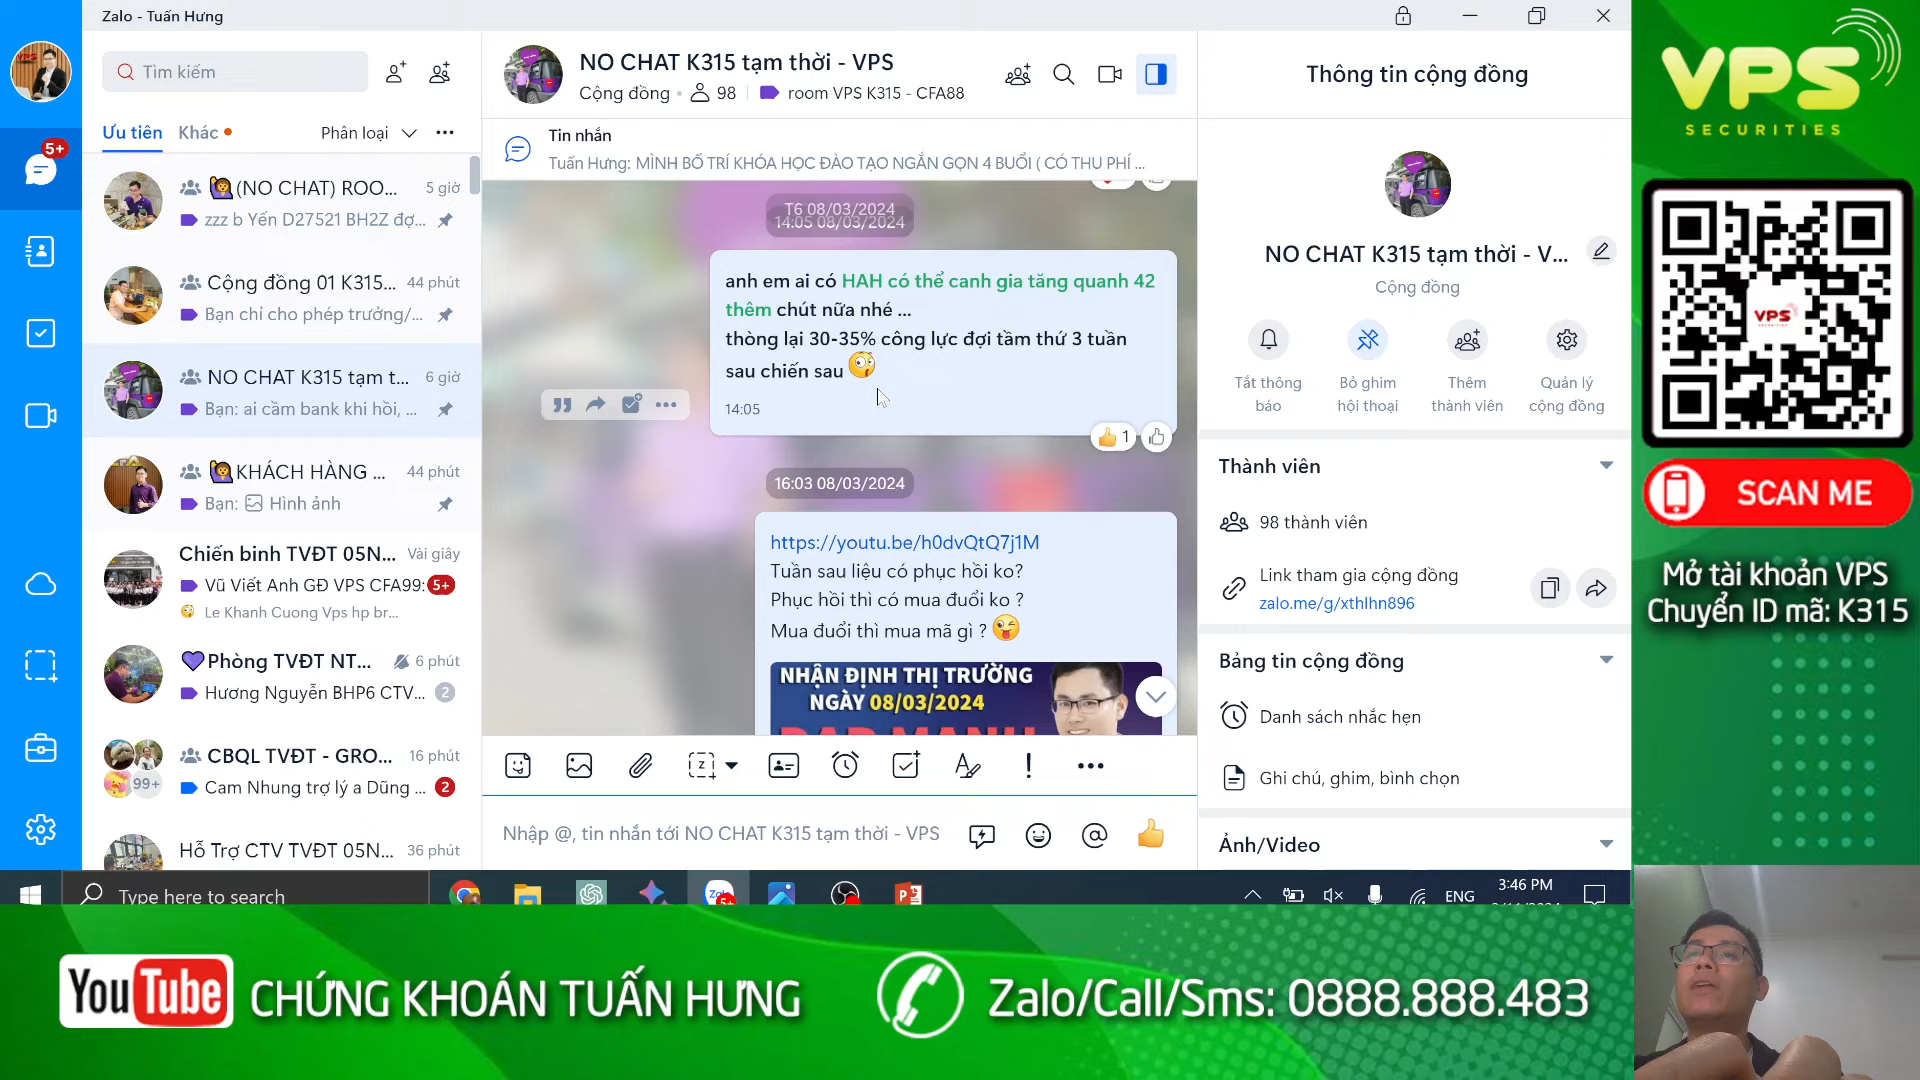 Zalo - Tuấn Hưng
Tìm kiếm
Ưu tiên
Khác
Phân loại
(NO CHAT) ROO...
5 giờ
zzz b Yến D27521 BH2Z đợ...
Cộng đồng 01 K315...
44 phút
Bạn chỉ cho phép trưởng/...
NO CHAT K315 tạm t...
6 giờ
Bạn: ai cầm bank khi hồi, ...
KHÁCH HÀNG ...
44 phút
Bạn: Hình ảnh
Chiến binh TVĐT 05N...
Vài giây
Vũ Viết Anh GĐ VPS CFA99:
5+
Le Khanh Cuong Vps hp br...
Phòng TVĐT NT...
6 phút
Hương Nguyễn BHP6 CTV...
2
CBQL TVĐT - GRO...
16 phút
99+
Cam Nhung trợ lý a Dũng ...
2
Hỗ Trợ CTV TVĐT 05N...
36 phút
5+
NO CHAT K315 tạm thời - VPS
Cộng đồng
98
room VPS K315 - CFA88
Tin nhắn
Tuấn Hưng: MÌNH BỐ TRÍ KHÓA HỌC ĐÀO TẠO NGẮN GỌN 4 BUỔI ( CÓ THU PHÍ ...
T6 08/03/2024
14:05 08/03/2024
anh em ai có HAH có thể canh gia tăng quanh 42
thêm chút nữa nhé ...
thòng lại 30-35% công lực đợi tầm thứ 3 tuần
sau chiến sau
14:05
1
16:03 08/03/2024
https://youtu.be/h0dvQtQ7j1M
Tuần sau liệu có phục hồi ko?
Phục hồi thì có mua đuổi ko ?
Mua đuổi thì mua mã gì ?
NHẬN ĐỊNH THỊ TRƯỜNG
NGÀY 08/03/2024
Nhập @, tin nhắn tới NO CHAT K315 tạm thời - VPS
Thông tin cộng đồng
NO CHAT K315 tạm thời - V...
Cộng đồng
Tắt thông
báo
Bỏ ghim
hội thoại
Thêm
thành viên
Quản lý
cộng đồng
Thành viên
98 thành viên
Link tham gia cộng đồng
zalo.me/g/xthlhn896
Bảng tin cộng đồng
Danh sách nhắc hẹn
Ghi chú, ghim, bình chọn
Ảnh/Video
Type here to search
ENG
3:46 PM
VPS
SECURITIES
VPS
SCAN ME
Mở tài khoản VPS
Chuyển ID mã: K315
YouTube
CHỨNG KHOÁN TUẤN HƯNG
Zalo/Call/Sms: 0888.888.483